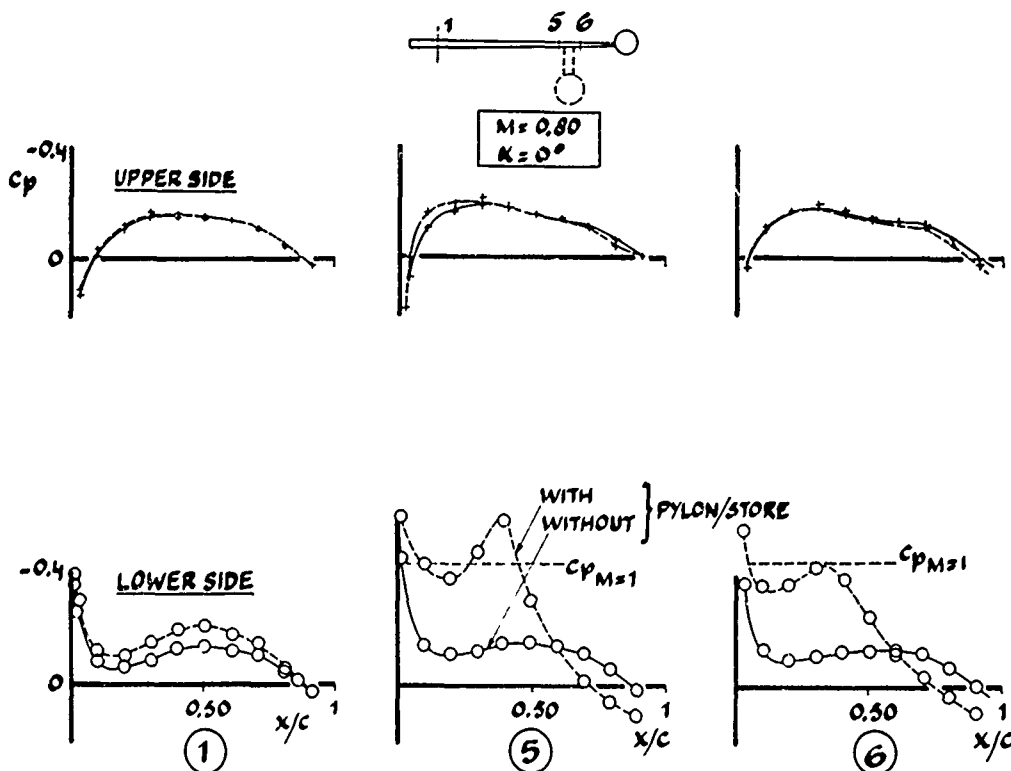 1 5 6
M= 0.80
α= 0°
-0.4
Cp
UPPER SIDE
0
WITH
WITHOUT } PYLON/STORE
CpM=1
CpM=1
-0.4
LOWER SIDE
0
0.50 1
x/c
0.50 1
x/c
0.50 1
x/c
1
5
6